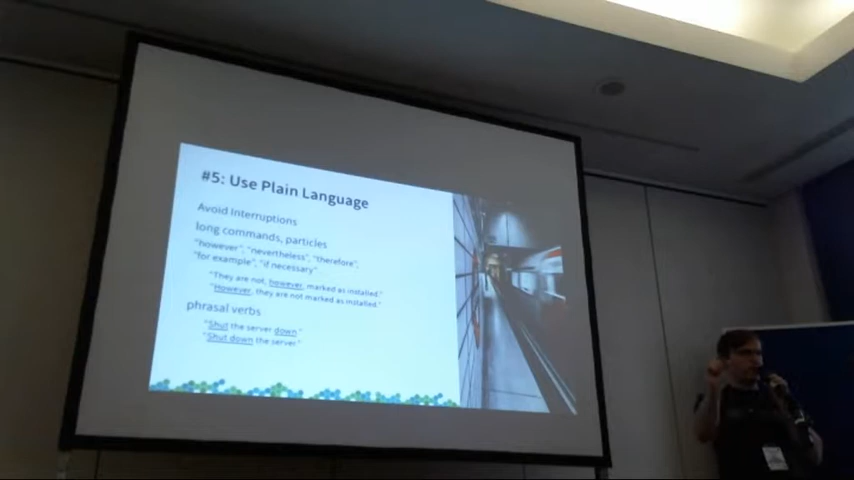 #5: Use Plain Language
Avoid Interruptions
long commands, particles
"however", "nevertheless", "therefore",
"for example", "if necessary"
"They are not, however, marked as installed."
"However, they are not marked as installed."
phrasal verbs
"Shut the server down."
"Shut down the server."